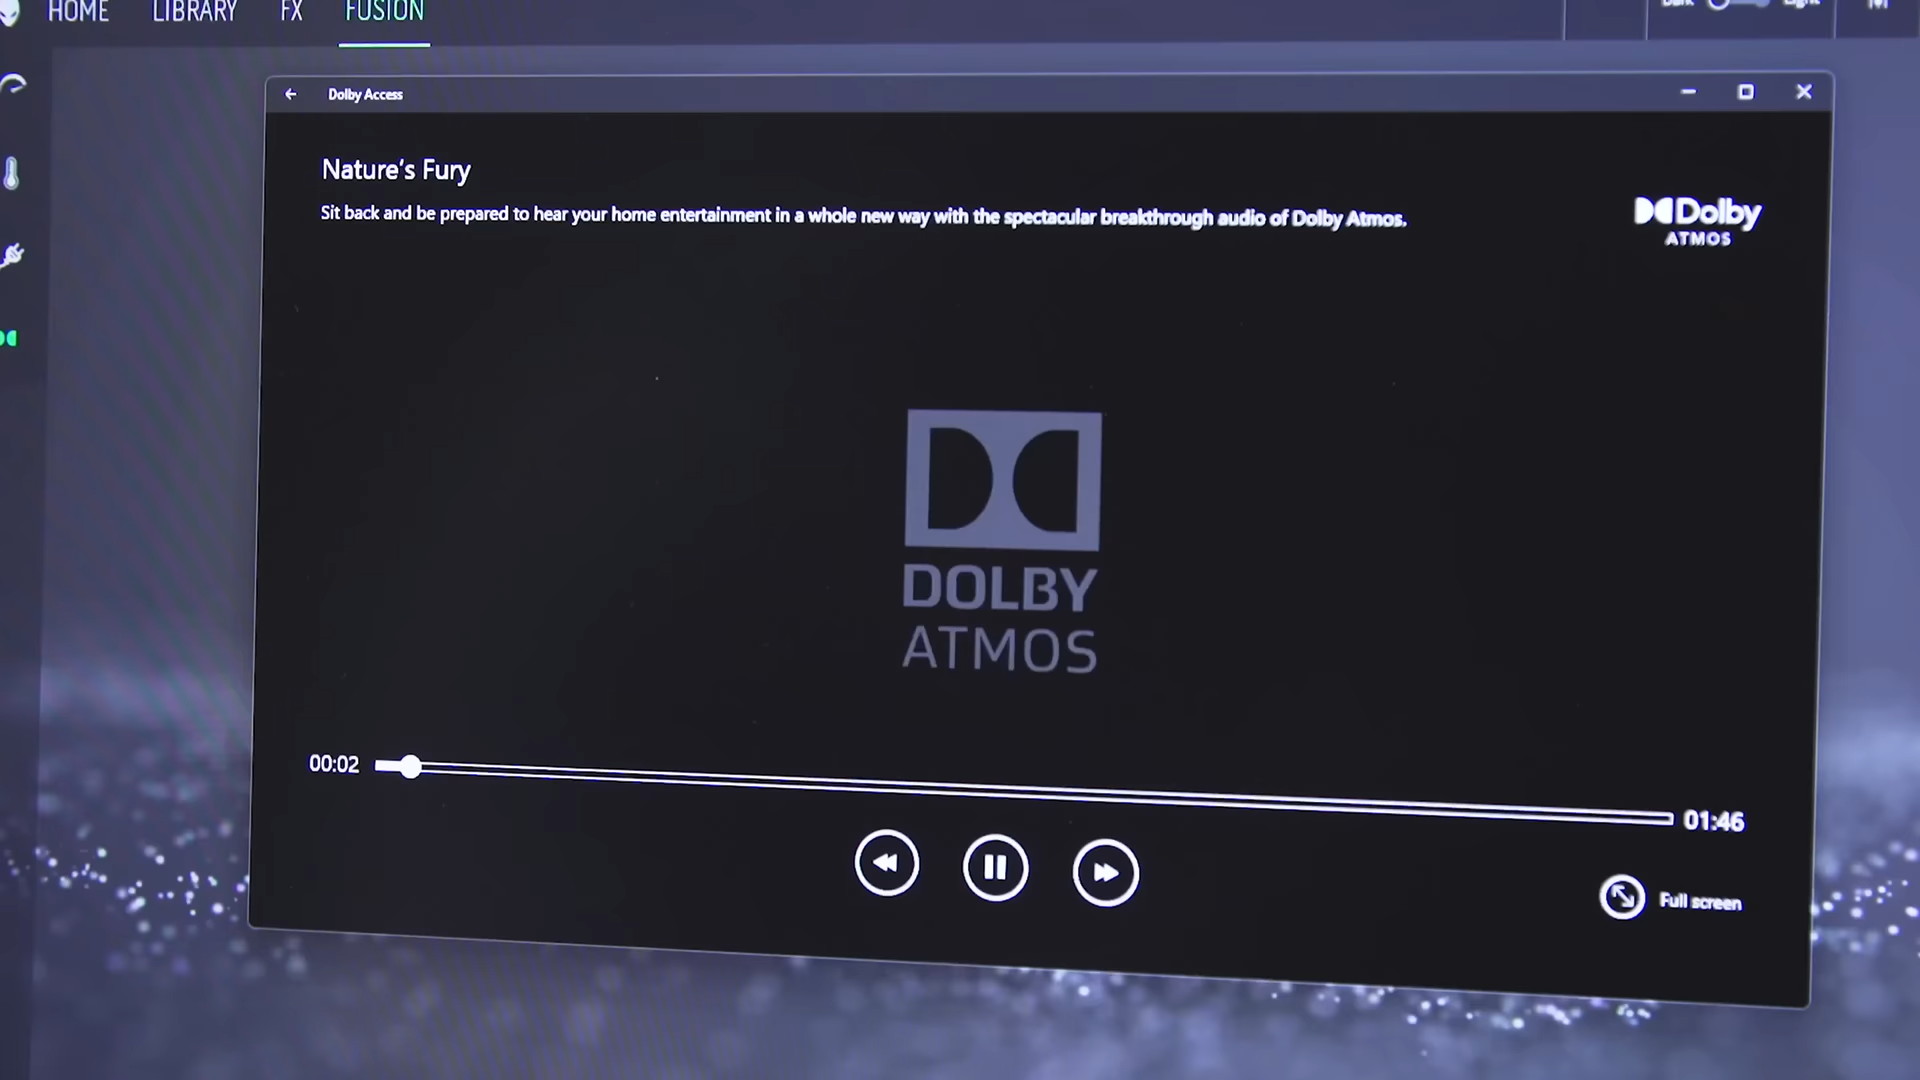 HOME LIBRARY FX FUSION
Dark Light
Dolby Access
Nature's Fury
Sit back and be prepared to hear your home entertainment in a whole new way with the spectacular breakthrough audio of Dolby Atmos.
Dolby
ATMOS
DOLBY
ATMOS
00:02
01:46
Full screen